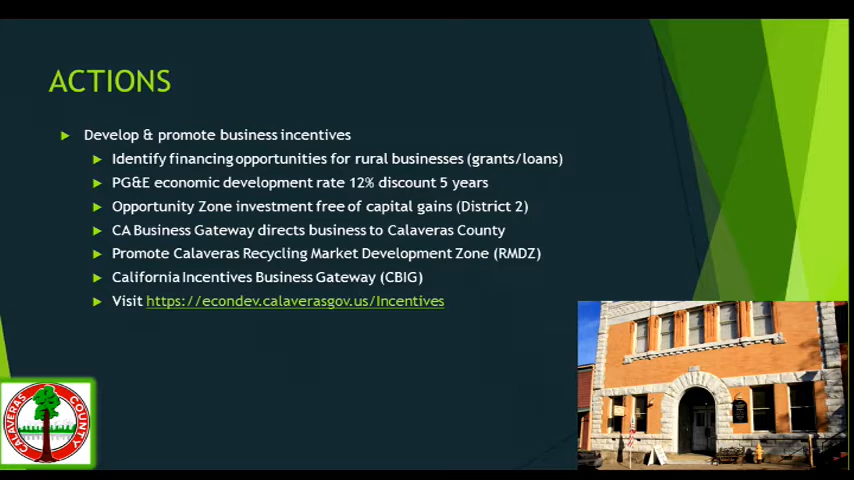 ACTIONS
Develop & promote business incentives
Identify financing opportunities for rural businesses (grants/loans)
PG&E economic development rate 12% discount 5 years
Opportunity Zone investment free of capital gains (District 2)
CA Business Gateway directs business to Calaveras County
Promote Calaveras Recycling Market Development Zone (RMDZ)
California Incentives Business Gateway (CBIG)
Visit https://econdev.calaverasgov.us/Incentives
CALAVERAS COUNTY